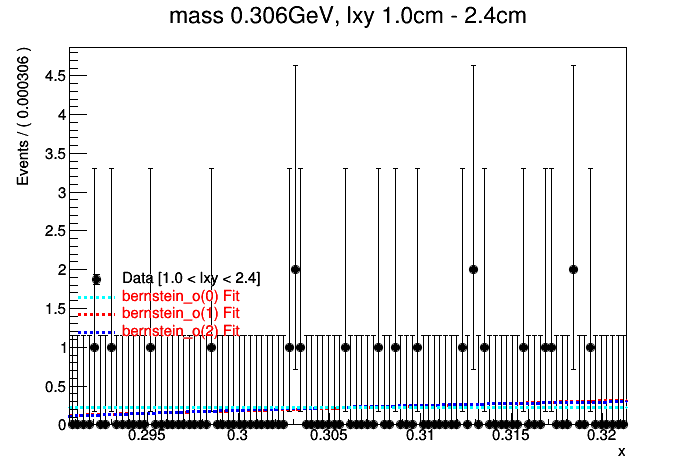 mass 0.306GeV, lxy 1.0cm - 2.4cm
Events / ( 0.000306 )
4.5
4
3.5
3
2.5
2
1.5
1
0.5
0
Data [1.0 < lxy < 2.4]
bernstein_o(0) Fit
bernstein_o(1) Fit
bernstein_o(2) Fit
0.295 0.3 0.305 0.31 0.315 0.32
x